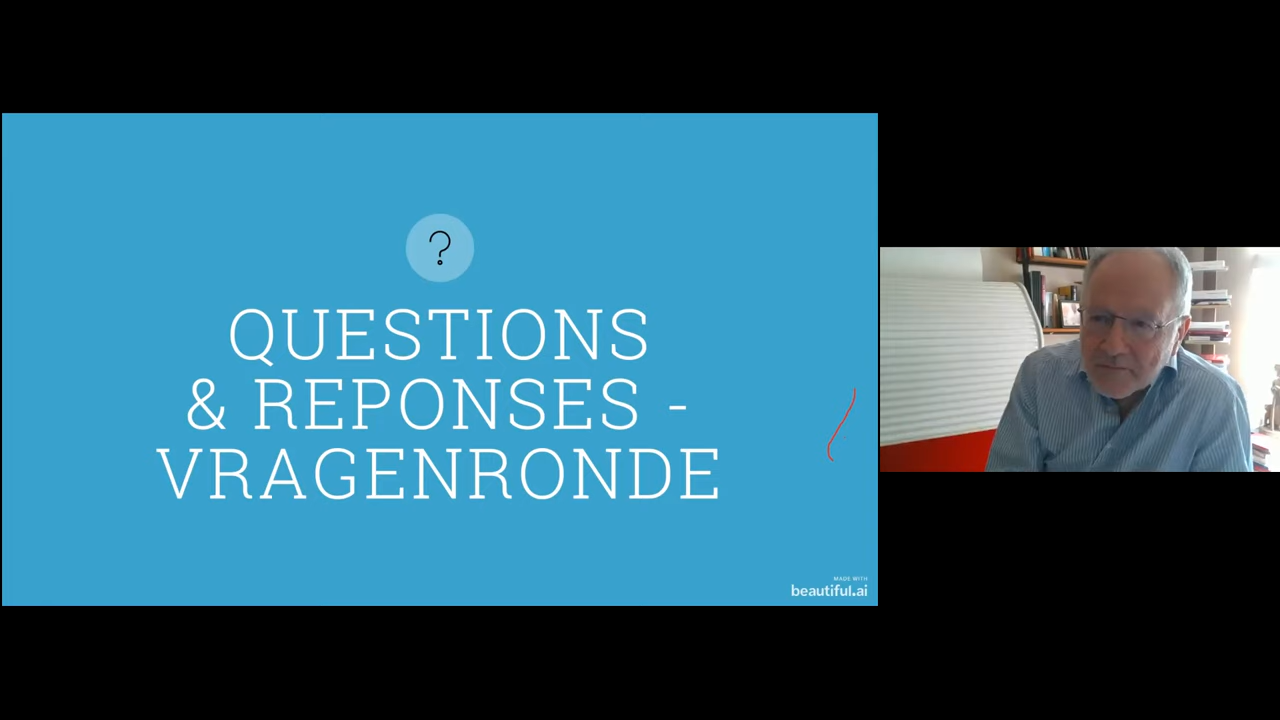 ?
QUESTIONS
& REPONSES -
VRAGENRONDE
MADE WITH
beautiful.ai